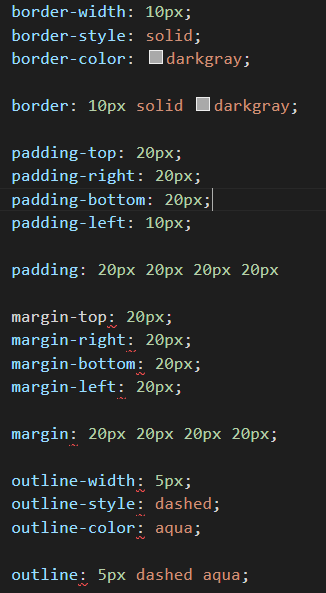 border-width: 10px;
border-style: solid;
border-color: darkgray;
border: 10px solid darkgray;
padding-top: 20px;
padding-right: 20px;
padding-bottom: 20px;
padding-left: 10px;
padding: 20px 20px 20px 20px
margin-top: 20px;
margin-right: 20px;
margin-bottom: 20px;
margin-left: 20px;
margin: 20px 20px 20px 20px;
outline-width: 5px;
outline-style: dashed;
outline-color: aqua;
outline: 5px dashed aqua;